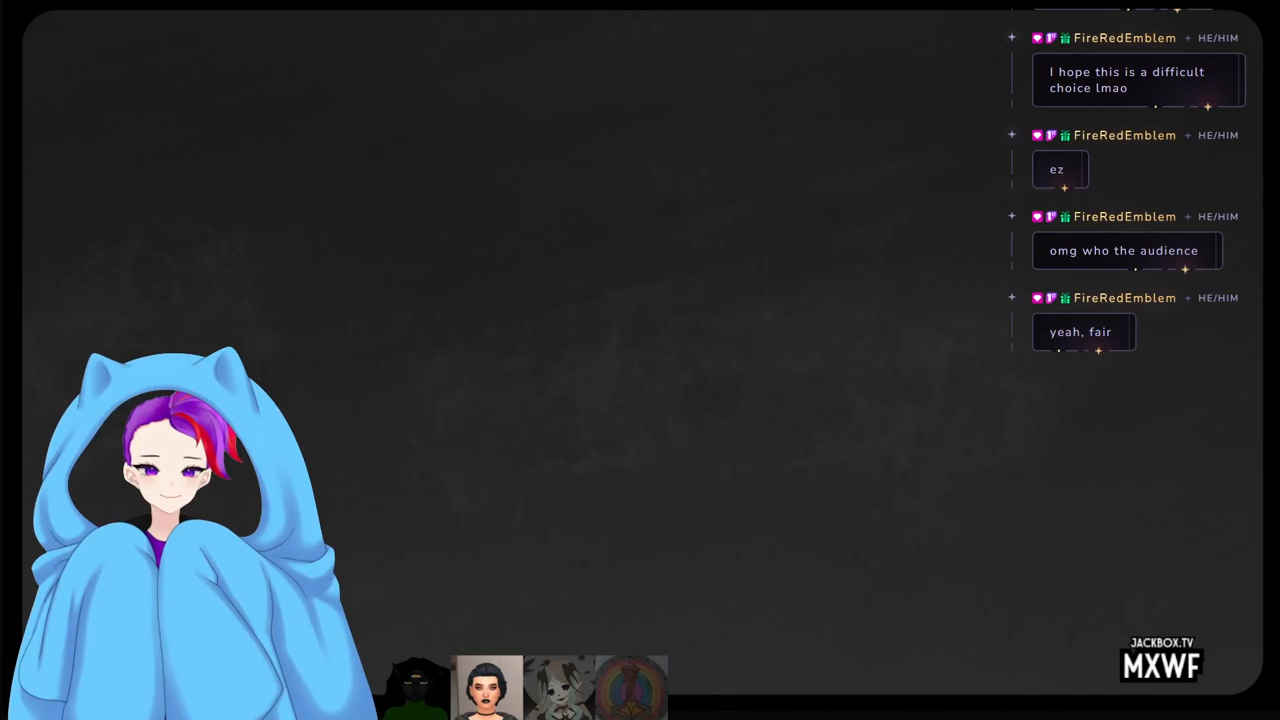 FireRedEmblem HE/HIM
I hope this is a difficult
choice lmao
FireRedEmblem HE/HIM
ez
FireRedEmblem HE/HIM
omg who the audience
FireRedEmblem HE/HIM
yeah, fair
JACKBOX.TV
MXWF